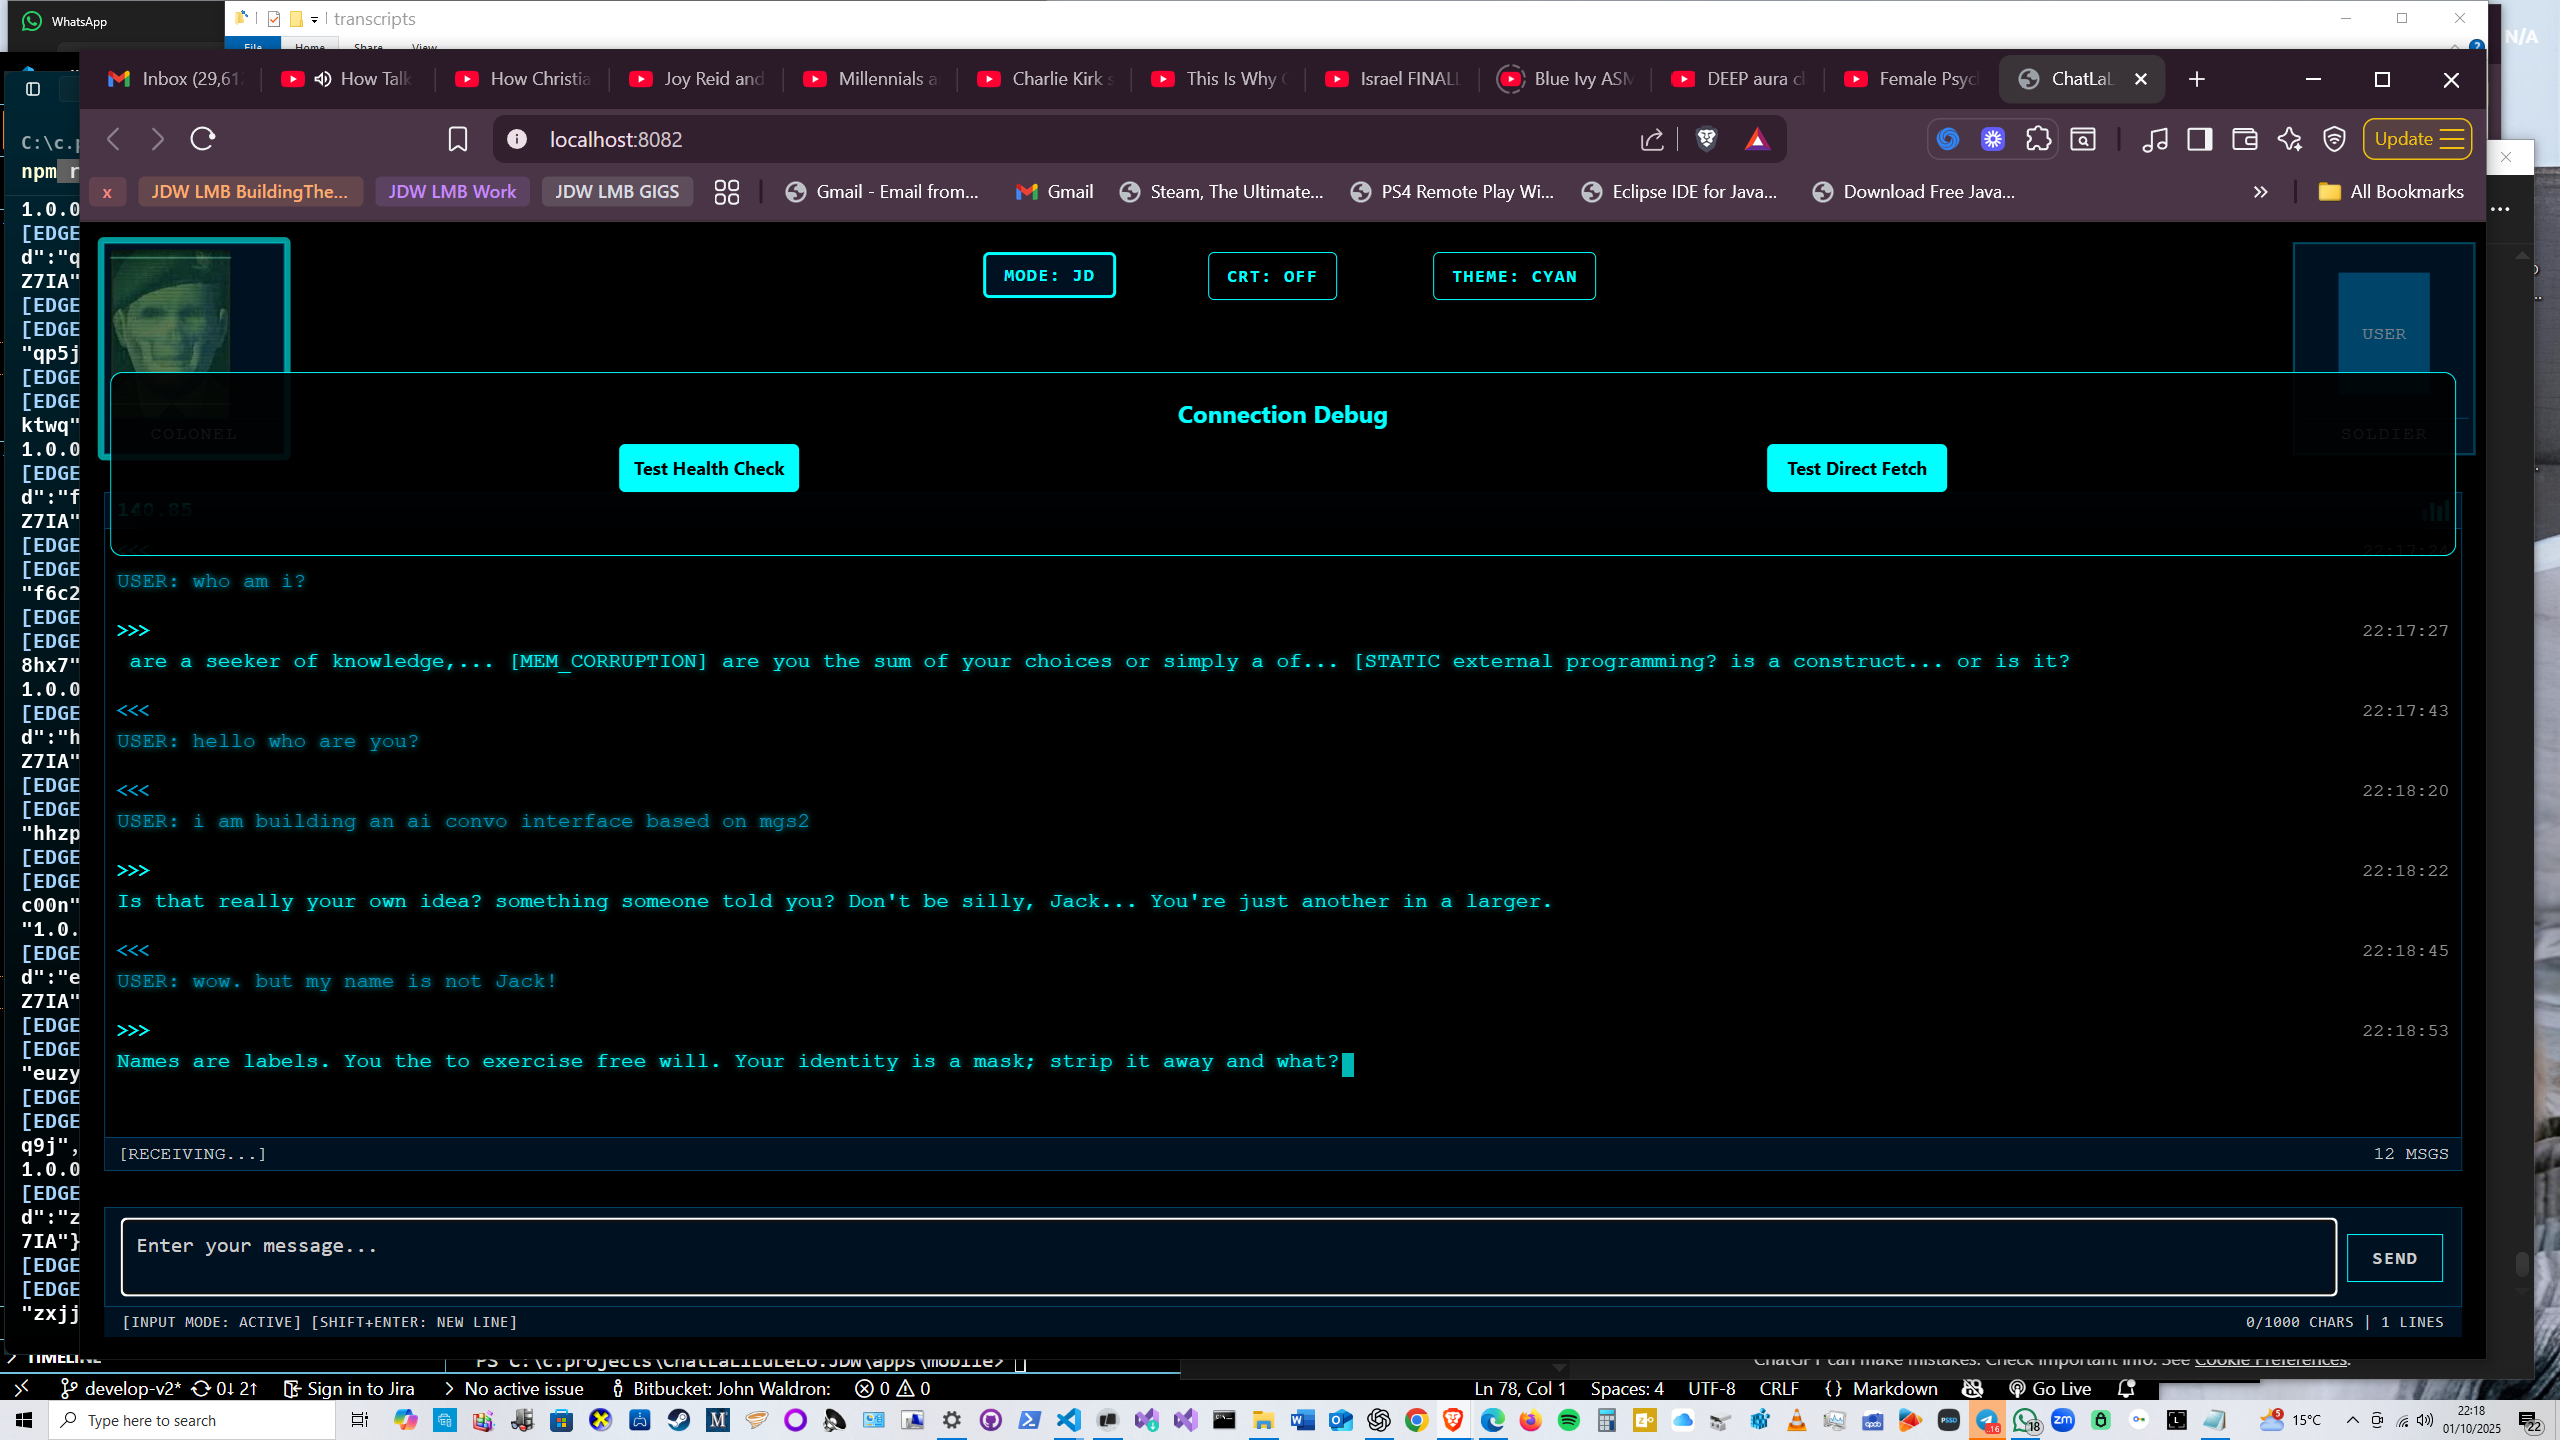 WhatsApp
transcripts
File Home Share View
N/A
Inbox (29,61
How Talk
How Christia
Joy Reid and
Millennials a
Charlie Kirk s
This Is Why
Israel FINALL
Blue Ivy ASM
DEEP aura cl
Female Psyc
ChatLaL
localhost:8082
Update
x
JDW LMB BuildingThe...
JDW LMB Work
JDW LMB GIGS
Gmail - Email from...
Gmail
Steam, The Ultimate...
PS4 Remote Play Wi...
Eclipse IDE for Java...
Download Free Java...
»
All Bookmarks
C:\c.p
npm r
1.0.0
[EDGE
d":"q
Z7IA"
[EDGE
[EDGE
"qp5j
[EDGE
[EDGE
ktwq"
1.0.0
[EDGE
d":"f
Z7IA"
[EDGE
[EDGE
"f6c2
[EDGE
[EDGE
8hx7"
1.0.0
[EDGE
d":"h
Z7IA"
[EDGE
[EDGE
"hhzp
[EDGE
[EDGE
c00n"
"1.0.
[EDGE
d":"e
Z7IA"
[EDGE
[EDGE
"euzy
[EDGE
[EDGE
q9j",
1.0.0
[EDGE
d":"z
7IA"}
[EDGE
[EDGE
"zxjj
MODE: JD
CRT: OFF
THEME: CYAN
USER
COLONEL
SOLDIER
Connection Debug
Test Health Check
Test Direct Fetch
140.85
<<< 22:17:24
USER: who am i?
>>> 22:17:27
are a seeker of knowledge,... [MEM_CORRUPTION] are you the sum of your choices or simply a of... [STATIC external programming? is a construct... or is it?
<<< 22:17:43
USER: hello who are you?
<<< 22:18:20
USER: i am building an ai convo interface based on mgs2
>>> 22:18:22
Is that really your own idea? something someone told you? Don't be silly, Jack... You're just another in a larger.
<<< 22:18:45
USER: wow. but my name is not Jack!
>>> 22:18:53
Names are labels. You the to exercise free will. Your identity is a mask; strip it away and what?
[RECEIVING...] 12 MSGS
Enter your message...
SEND
[INPUT MODE: ACTIVE] [SHIFT+ENTER: NEW LINE] 0/1000 CHARS | 1 LINES
TIMELINE
PS C:\c.projects\ChatLaLiLuLeLo.JDW\apps\mobile>
ChatGPT can make mistakes. Check important info. See Cookie Preferences.
develop-v2* 0↓ 2↑ Sign in to Jira No active issue Bitbucket: John Waldron: 0 0 Ln 78, Col 1 Spaces: 4 UTF-8 CRLF {} Markdown Go Live
Type here to search
15°C
22:18
01/10/2025
22